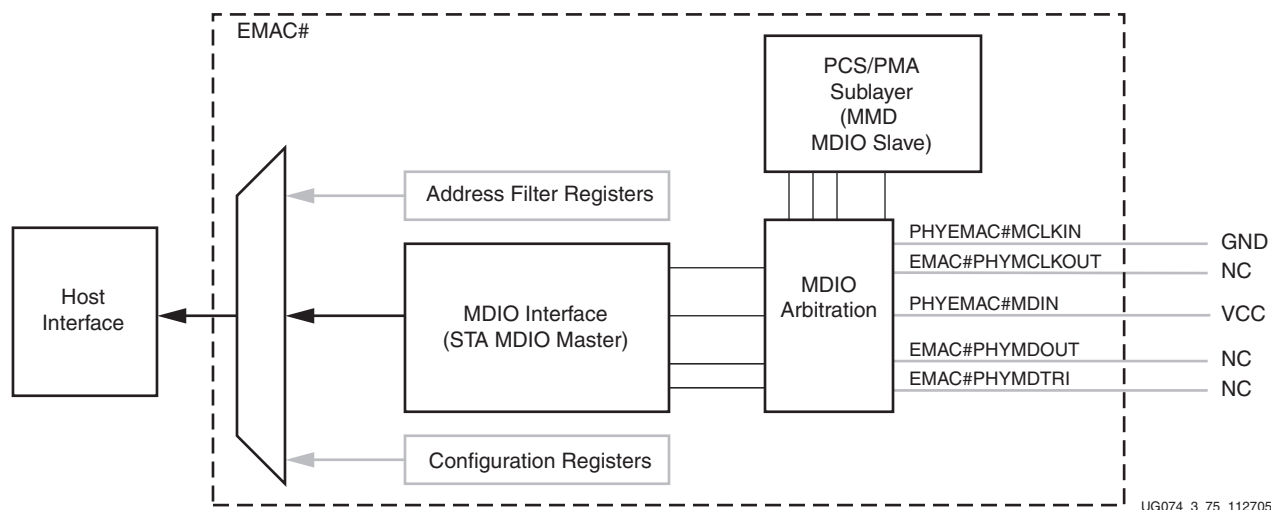 EMAC#
PCS/PMA
Sublayer
(MMD
MDIO Slave)
Address Filter Registers
Host
Interface
MDIO Interface
(STA MDIO Master)
MDIO
Arbitration
PHYEMAC#MCLKIN
GND
EMAC#PHYMCLKOUT
NC
PHYEMAC#MDIN
VCC
EMAC#PHYMDOUT
NC
EMAC#PHYMDTRI
NC
Configuration Registers
UG074_3_75_112705